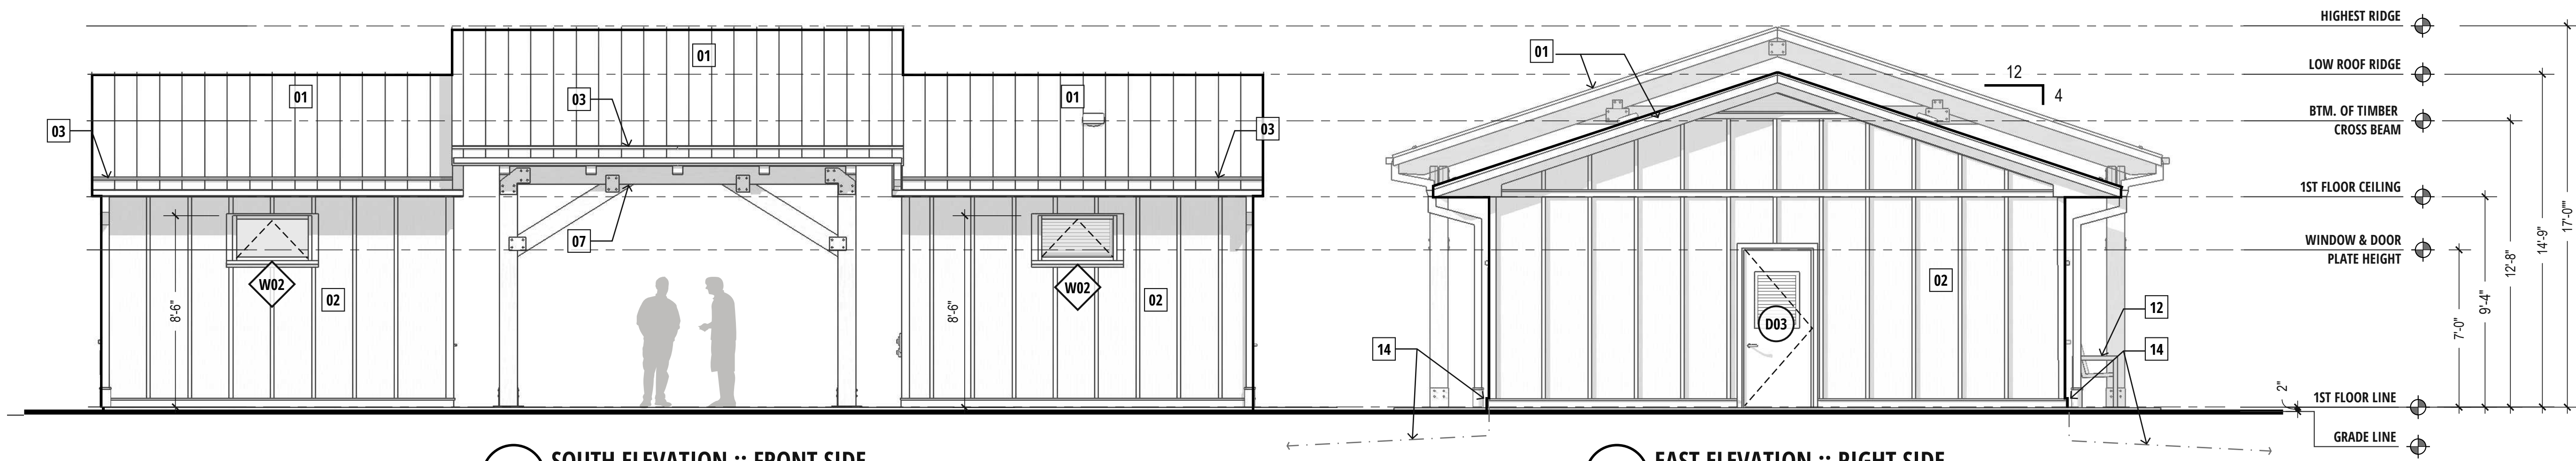 HIGHEST RIDGE
LOW ROOF RIDGE
BTM. OF TIMBER
CROSS BEAM
1ST FLOOR CEILING
WINDOW & DOOR
PLATE HEIGHT
1ST FLOOR LINE
GRADE LINE
01
01
01
03
03
03
07
W02
02
8'-6"
W02
02
8'-6"
01
12
4
02
D03
12
14
14
2"
7'-0"
9'-4"
12'-8"
14'-9"
17'-0""
SOUTH ELEVATION :: FRONT SIDE
EAST ELEVATION :: RIGHT SIDE